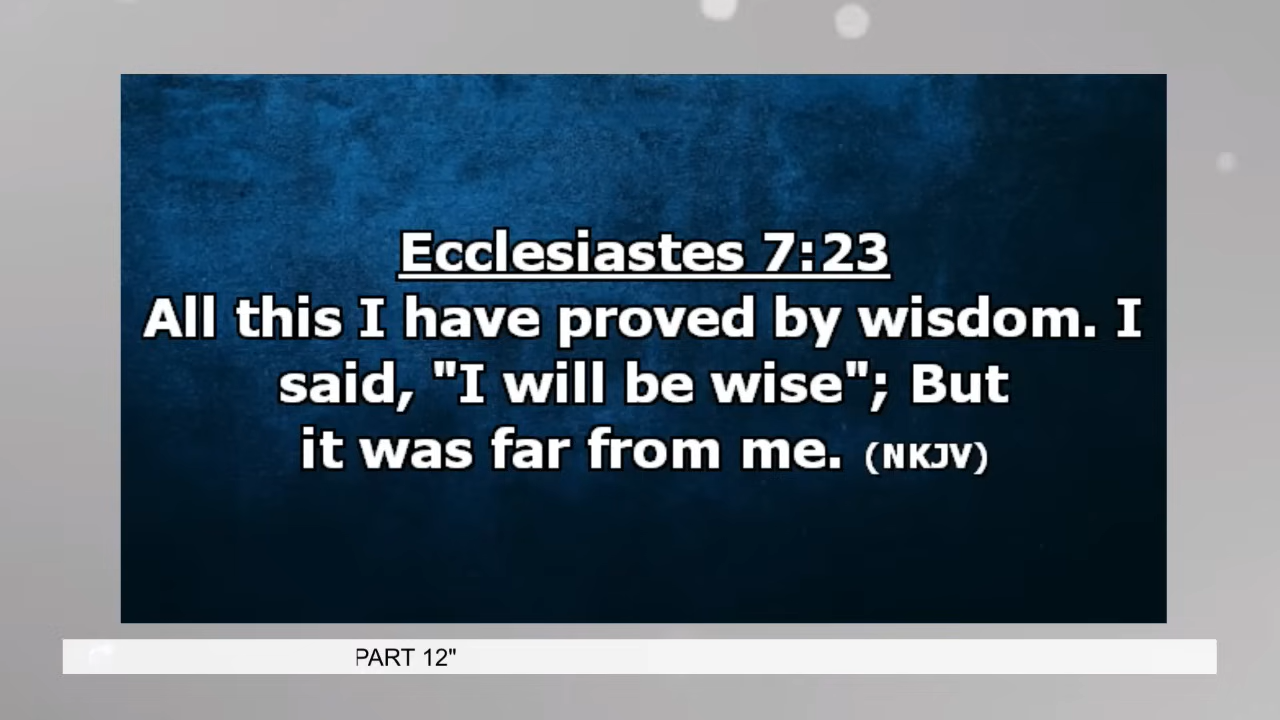 Ecclesiastes 7:23
All this I have proved by wisdom. I
said, "I will be wise"; But
it was far from me. (NKJV)
PART 12"